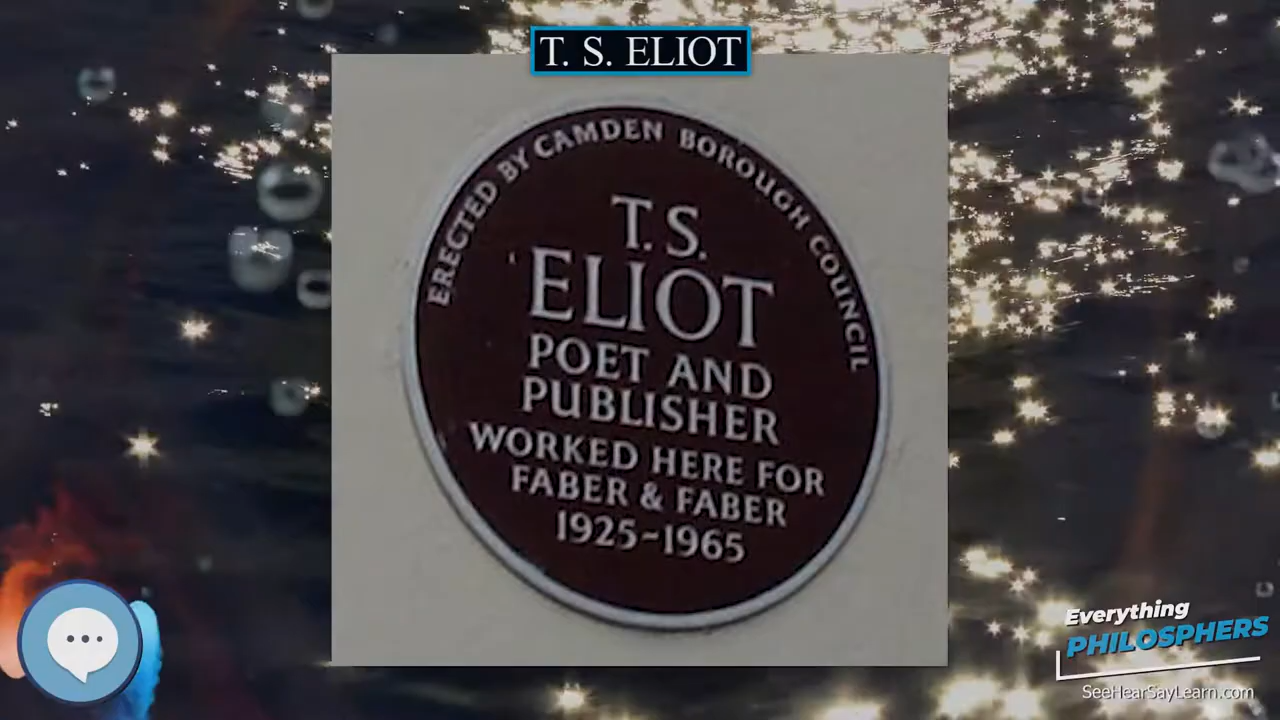 T. S. ELIOT
ERECTED BY CAMDEN BOROUGH COUNCIL
T. S.
ELIOT
POET AND
PUBLISHER
WORKED HERE FOR
FABER & FABER
1925~1965
Everything
PHILOSPHERS
SeeHearSayLearn.com